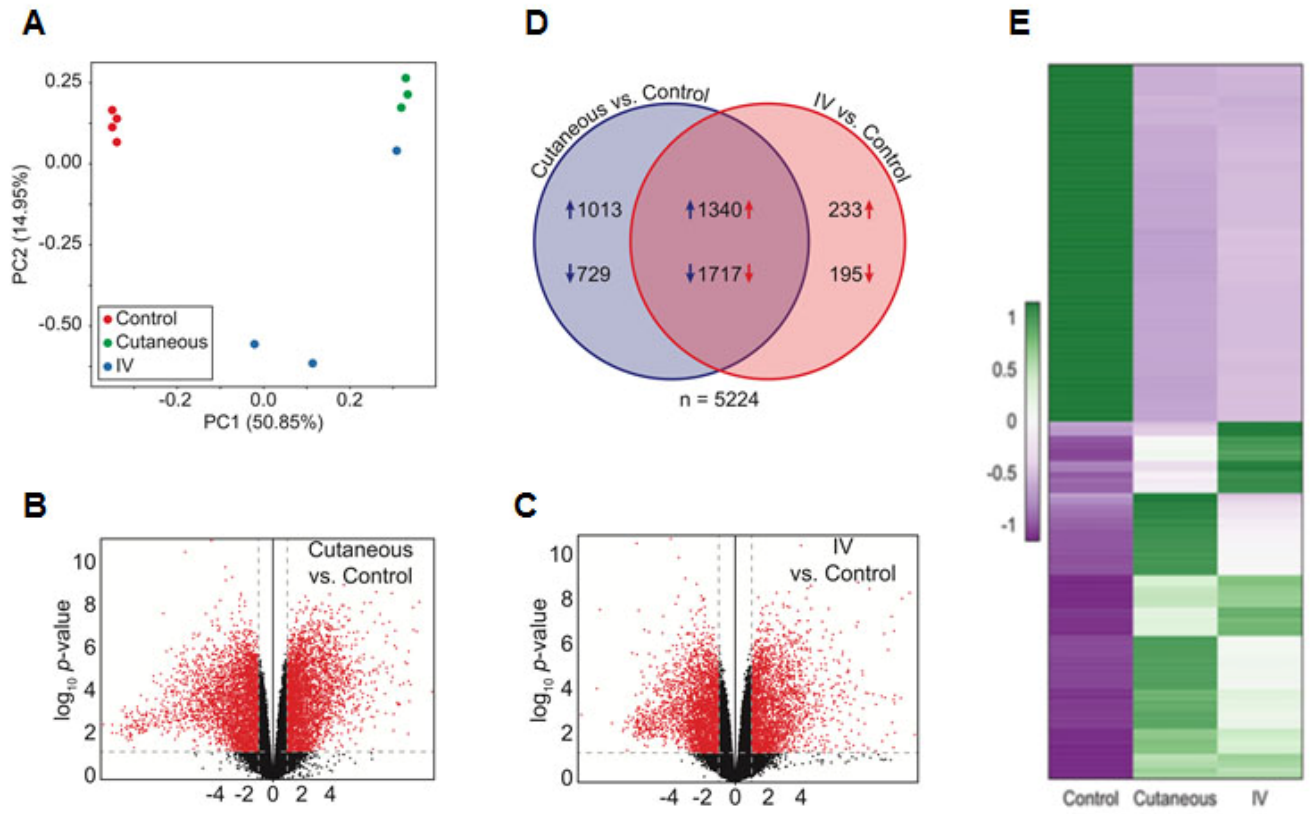 A
0.25
0.00
-0.25
-0.50
PC2 (14.95%)
Control
Cutaneous
IV
-0.2
0.0
0.2
PC1 (50.85%)
D
Cutaneous vs. Control
IV vs. Control
1013
1340
233
729
1717
195
n = 5224
E
1
0.5
0
-0.5
-1
Control
Cutaneous
IV
B
Cutaneous
vs. Control
10
8
6
4
2
0
log10 p-value
-4
-2
0
2
4
C
IV
vs. Control
10
8
6
4
2
0
log10 p-value
-4
-2
0
2
4